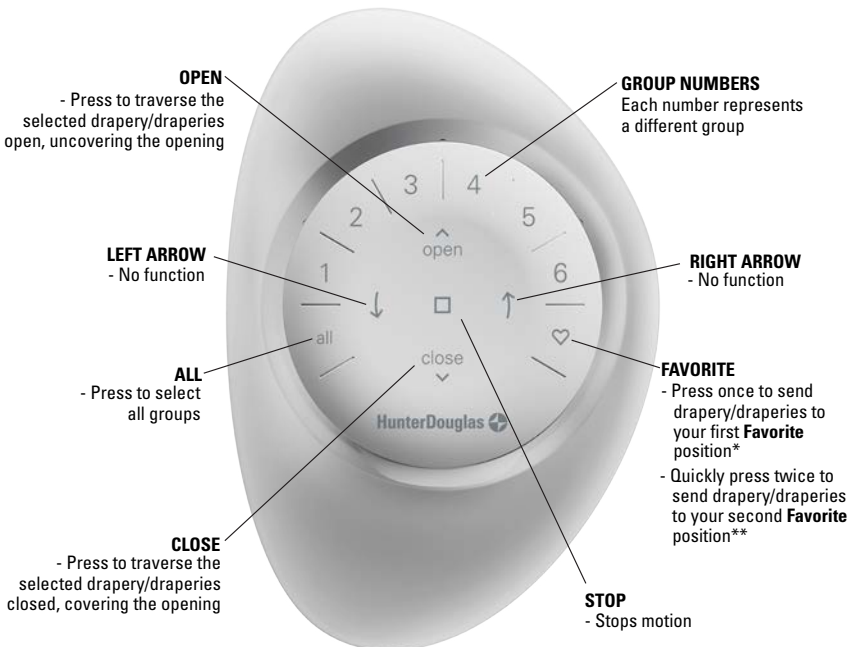 OPEN
- Press to traverse the
selected drapery/draperies
open, uncovering the opening
GROUP NUMBERS
Each number represents
a different group
LEFT ARROW
- No function
RIGHT ARROW
- No function
ALL
- Press to select
all groups
FAVORITE
- Press once to send
drapery/draperies to
your first Favorite
position*
- Quickly press twice to
send drapery/draperies
to your second Favorite
position**
CLOSE
- Press to traverse the
selected drapery/draperies
closed, covering the opening
STOP
- Stops motion
1
2
3
4
5
6
open
all
close
HunterDouglas